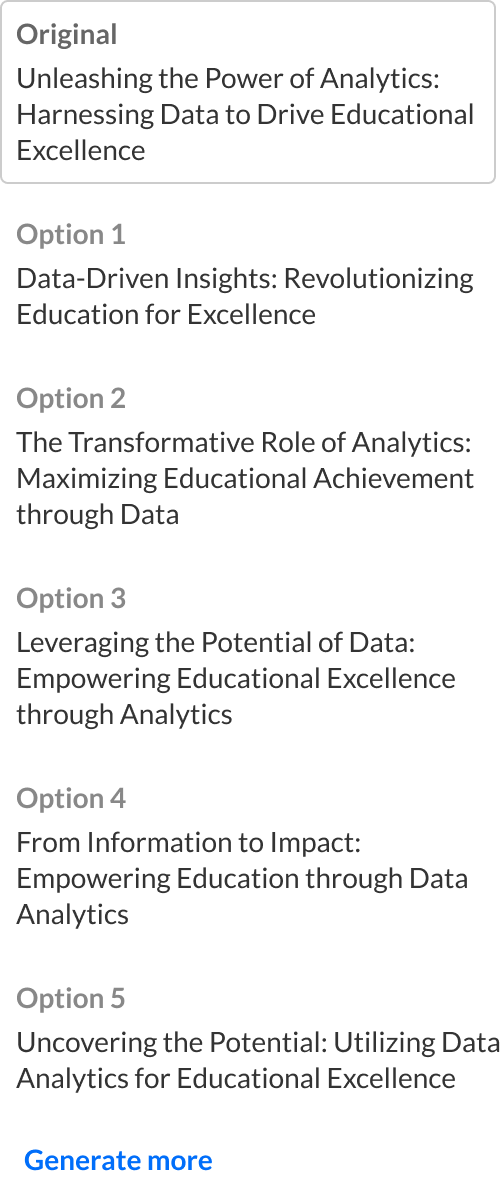 Original
Unleashing the Power of Analytics:
Harnessing Data to Drive Educational
Excellence
Option 1
Data-Driven Insights: Revolutionizing
Education for Excellence
Option 2
The Transformative Role of Analytics:
Maximizing Educational Achievement
through Data
Option 3
Leveraging the Potential of Data:
Empowering Educational Excellence
through Analytics
Option 4
From Information to Impact:
Empowering Education through Data
Analytics
Option 5
Uncovering the Potential: Utilizing Data
Analytics for Educational Excellence
Generate more